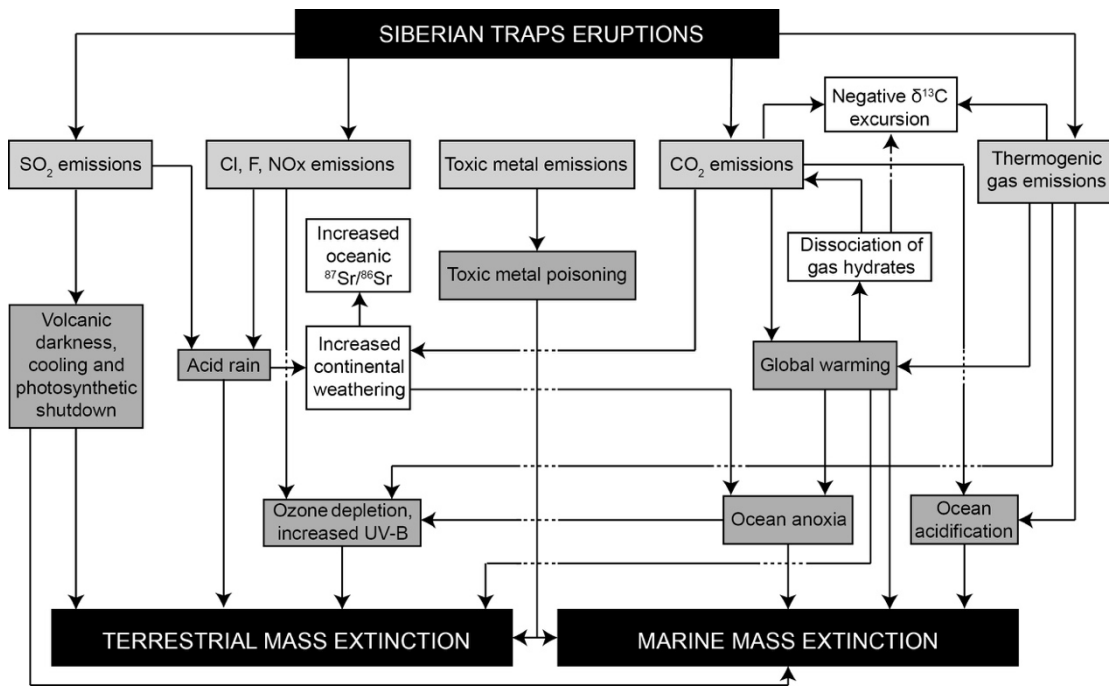 SIBERIAN TRAPS ERUPTIONS
Negative δ¹³C
excursion
SO₂ emissions
Cl, F, NOx emissions
Toxic metal emissions
CO₂ emissions
Thermogenic
gas emissions
Increased
oceanic
⁸⁷Sr/⁸⁶Sr
Toxic metal poisoning
Dissociation of
gas hydrates
Volcanic
darkness,
cooling and
photosynthetic
shutdown
Acid rain
Increased
continental
weathering
Global warming
Ozone depletion,
increased UV-B
Ocean anoxia
Ocean
acidification
TERRESTRIAL MASS EXTINCTION
MARINE MASS EXTINCTION